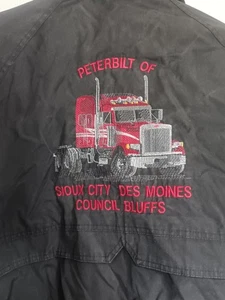 PETERBILT OF
SIOUX CITY DES MOINES
COUNCIL BLUFFS